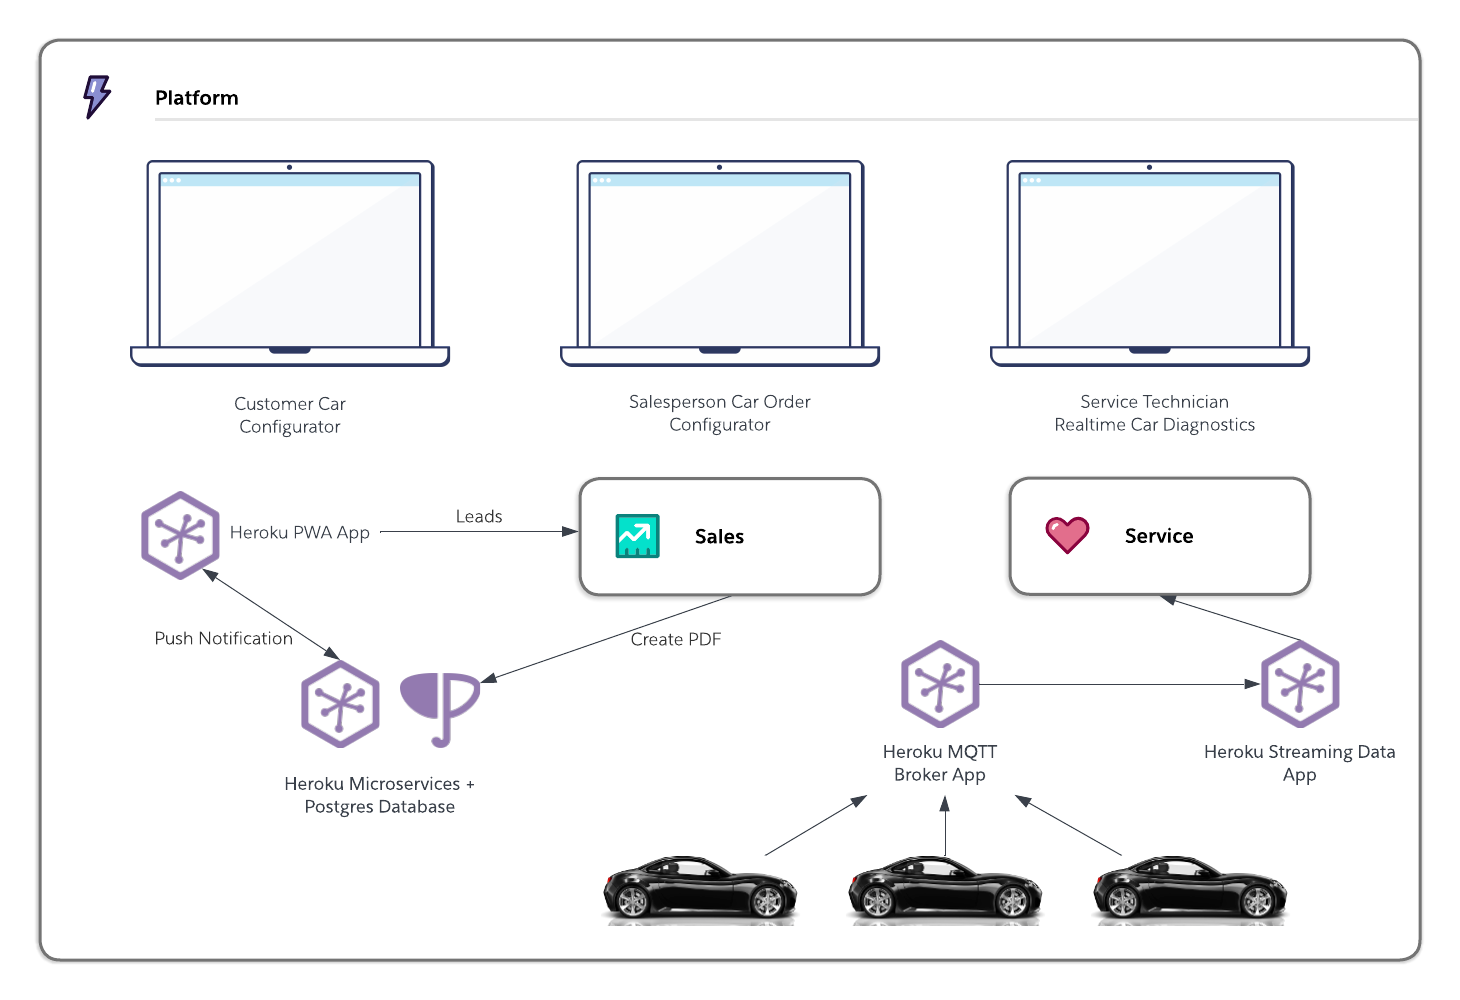 Platform
Customer Car
Configurator
Salesperson Car Order
Configurator
Service Technician
Realtime Car Diagnostics
Heroku PWA App
Leads
Sales
Service
Push Notification
Create PDF
Heroku Microservices +
Postgres Database
Heroku MQTT
Broker App
Heroku Streaming Data
App